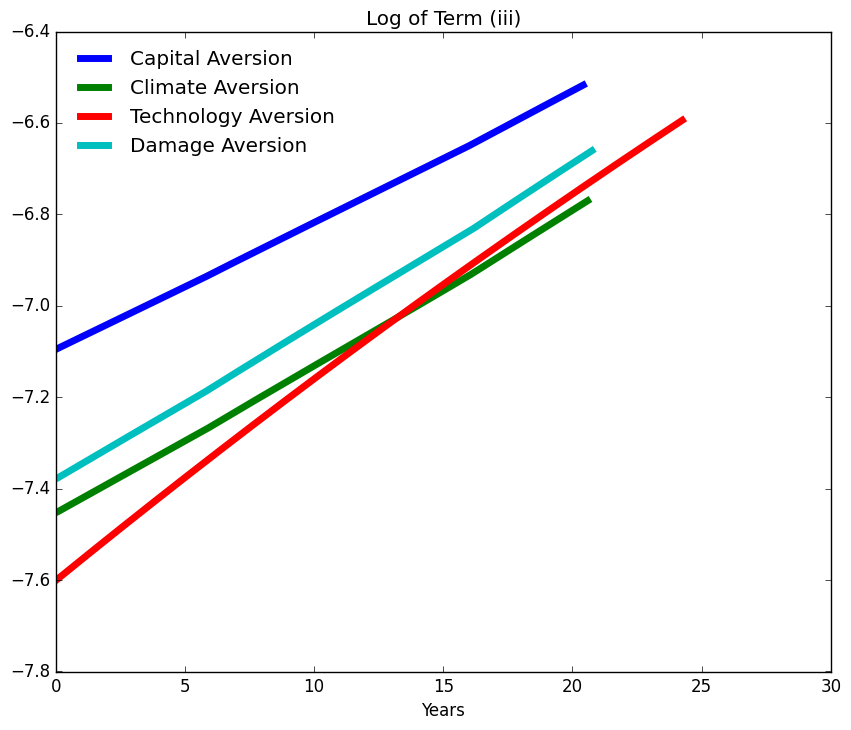 Log of Term (iii)
−6.4
−6.6
−6.8
−7.0
−7.2
−7.4
−7.6
−7.8
Capital Aversion
Climate Aversion
Technology Aversion
Damage Aversion
0 5 10 15 20 25 30
Years